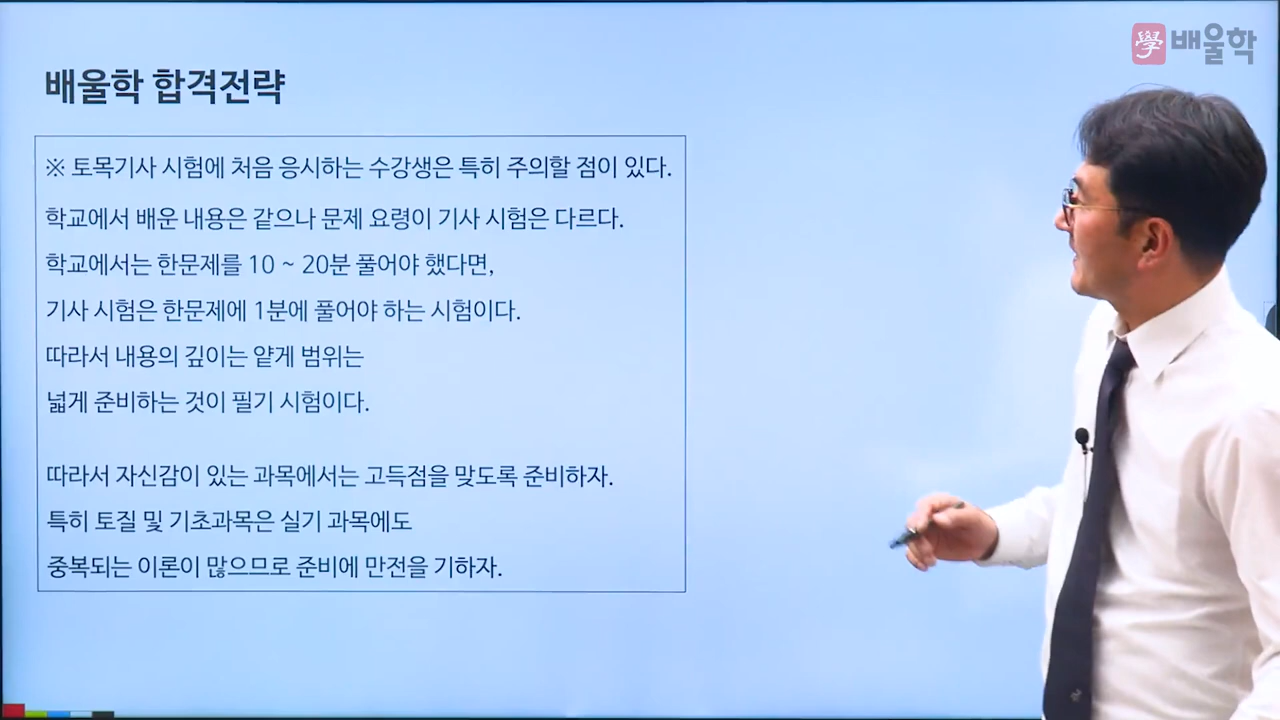 學 배울학
배울학 합격전략
※ 토목기사 시험에 처음 응시하는 수강생은 특히 주의할 점이 있다.
학교에서 배운 내용은 같으나 문제 요령이 기사 시험은 다르다.
학교에서는 한문제를 10 ~ 20분 풀어야 했다면,
기사 시험은 한문제에 1분에 풀어야 하는 시험이다.
따라서 내용의 깊이는 얕게 범위는
넓게 준비하는 것이 필기 시험이다.
따라서 자신감이 있는 과목에서는 고득점을 맞도록 준비하자.
특히 토질 및 기초과목은 실기 과목에도
중복되는 이론이 많으므로 준비에 만전을 기하자.